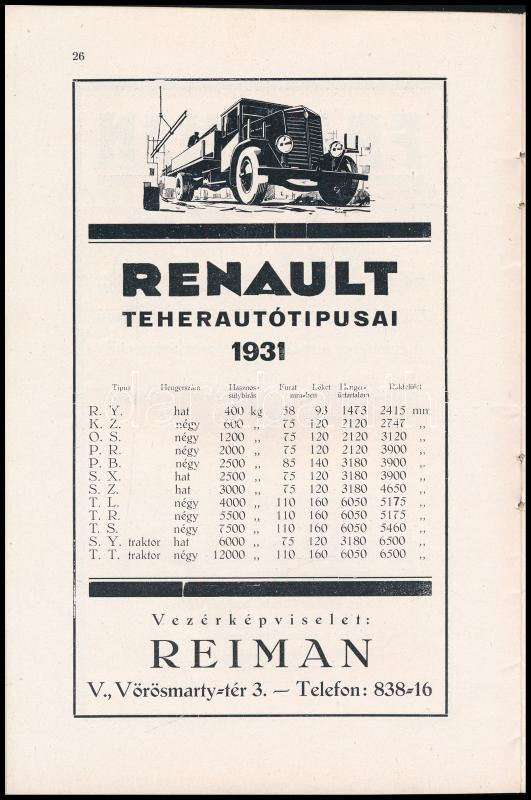 26
RENAULT
TEHERAUTÓTIPUSAI
1931
Tipus Hengerszám Hasznos- Furat Löket Henger- Rakfelület
súlybírás mm-ben űrtartalom
R. Y. hat 400 kg 58 93 1473 2415 mm
K. Z. négy 600 „ 75 120 2120 2747 „
O. S. négy 1200 „ 75 120 2120 3120 „
P. R. négy 2000 „ 75 120 2120 3900 „
P. B. négy 2500 „ 85 140 3180 3900 „
S. X. hat 2500 „ 75 120 3180 3900 „
S. Z. hat 3000 „ 75 120 3180 4650 „
T. L. négy 4000 „ 110 160 6050 5175 „
T. R. négy 5500 „ 110 160 6050 5175 „
T. S. négy 7500 „ 110 160 6050 5460 „
S. Y. traktor hat 6000 „ 75 120 3180 6500 „
T. T. traktor négy 12000 „ 110 160 6050 6500 „
Vezérképviselet:
REIMAN
V., Vörösmarty-tér 3. — Telefon: 838-16